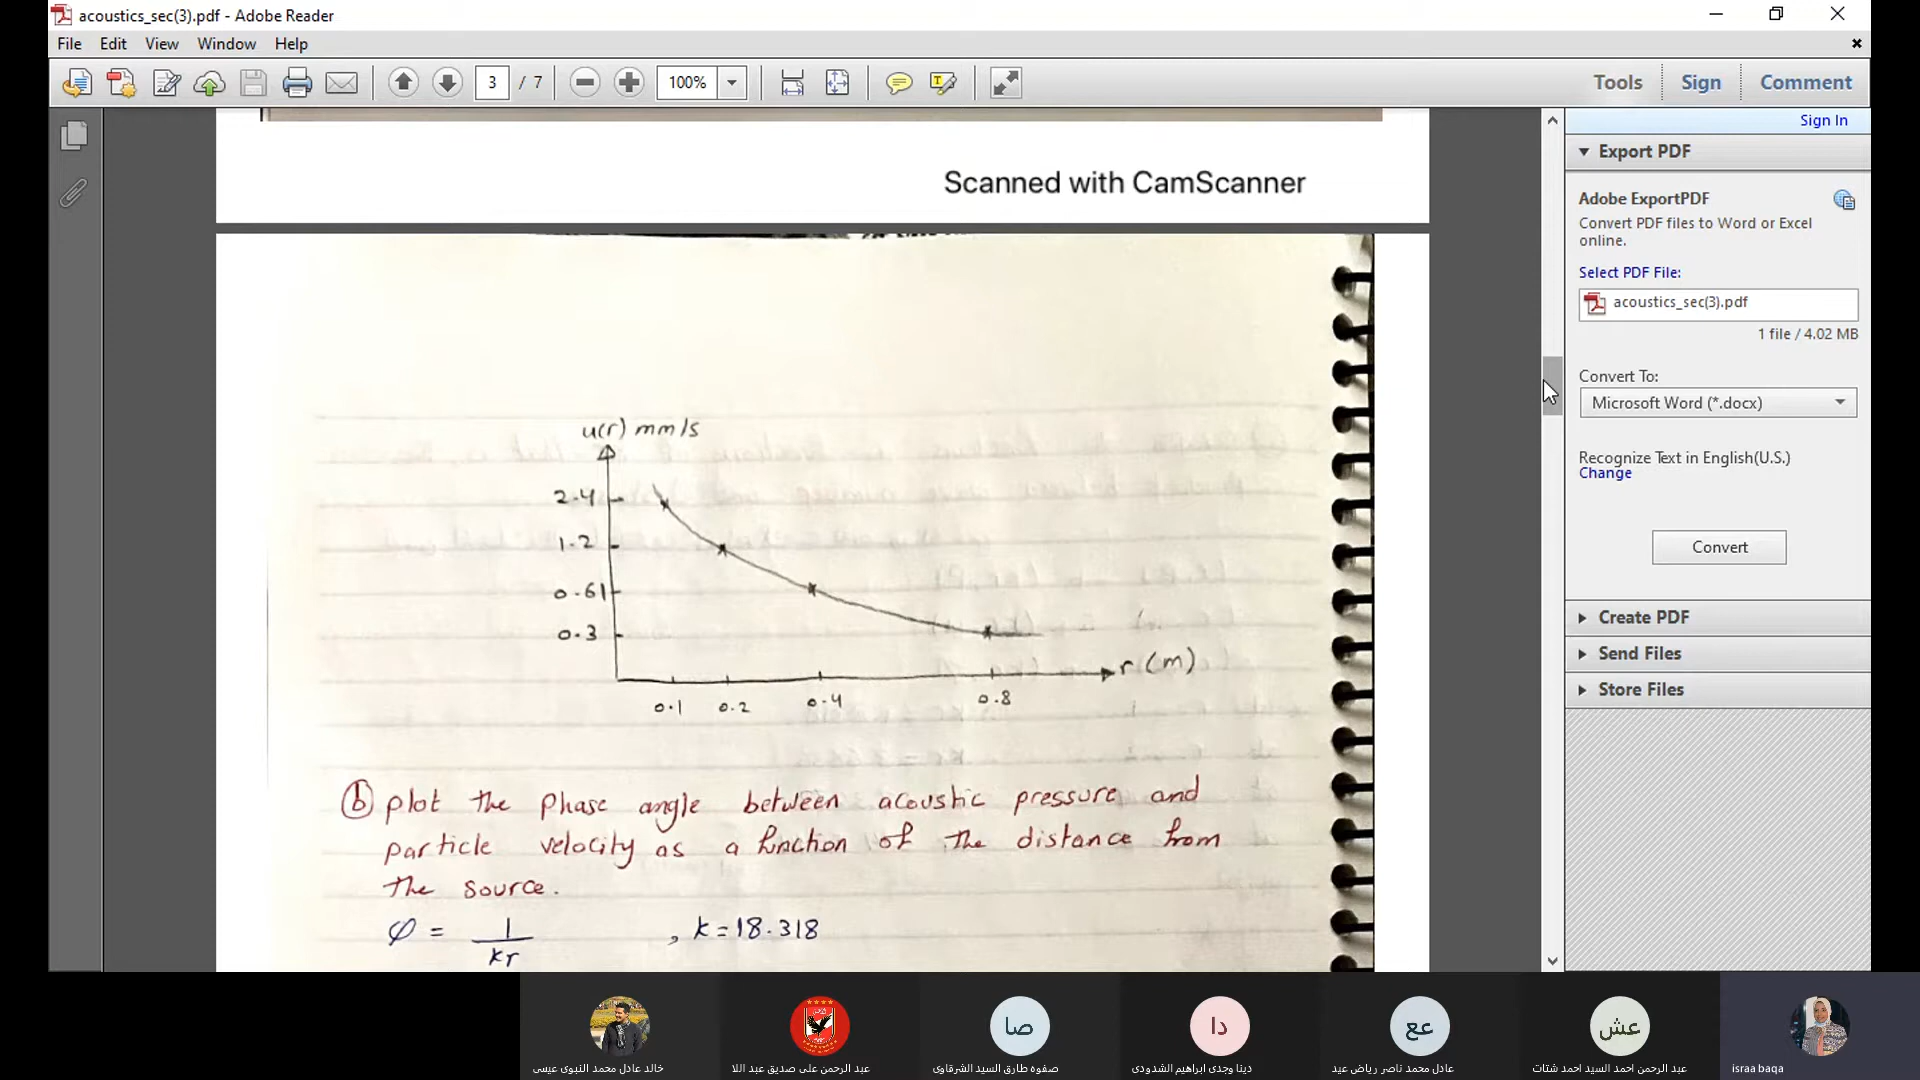 acoustics_sec(3).pdf - Adobe Reader
File Edit View Window Help
3 / 7 100% Tools Sign Comment
Sign In
Export PDF
Adobe ExportPDF
Convert PDF files to Word or Excel
online.
Select PDF File:
acoustics_sec(3).pdf
1 file / 4.02 MB
Convert To:
Microsoft Word (*.docx)
Recognize Text in English(U.S.)
Change
Convert
Create PDF
Send Files
Store Files
Scanned with CamScanner
u(r) mm/s
2.4
1.2
0.61
0.3
r (m)
0.1 0.2 0.4 0.8
b plot the phase angle between acoustic pressure and
particle velocity as a function of the distance from
the source.
φ = 1/kr , k = 18.318
صا دا عع عش
خالد عادل محمد النبوى عيسى
عبد الرحمن على صديق عبد اللا
صفوه طارق السيد الشرقاوى
دينا وجدى ابراهيم الشدودى
عادل محمد ناصر رياض عيد
عبد الرحمن احمد السيد احمد شتات
israa baqa